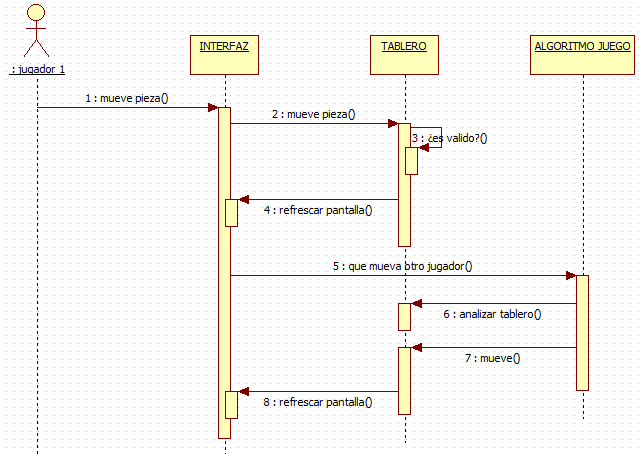 INTERFAZ
TABLERO
ALGORITMO JUEGO
: jugador 1
1 : mueve pieza()
2 : mueve pieza()
3 : ¿es valido?()
4 : refrescar pantalla()
5 : que mueva otro jugador()
6 : analizar tablero()
7 : mueve()
8 : refrescar pantalla()